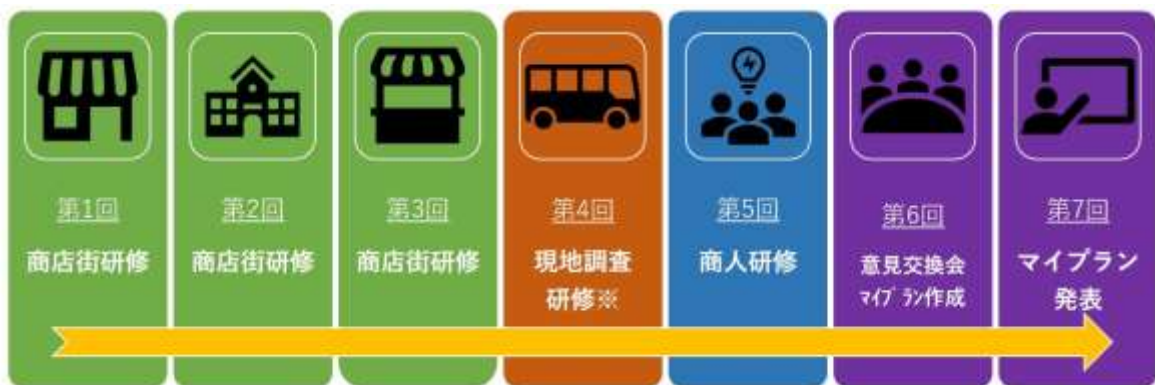 第1回
商店街研修
第2回
商店街研修
第3回
商店街研修
第4回
現地調査
研修※
第5回
商人研修
第6回
意見交換会
ﾏｲﾌﾟﾗﾝ作成
第7回
マイプラン
発表